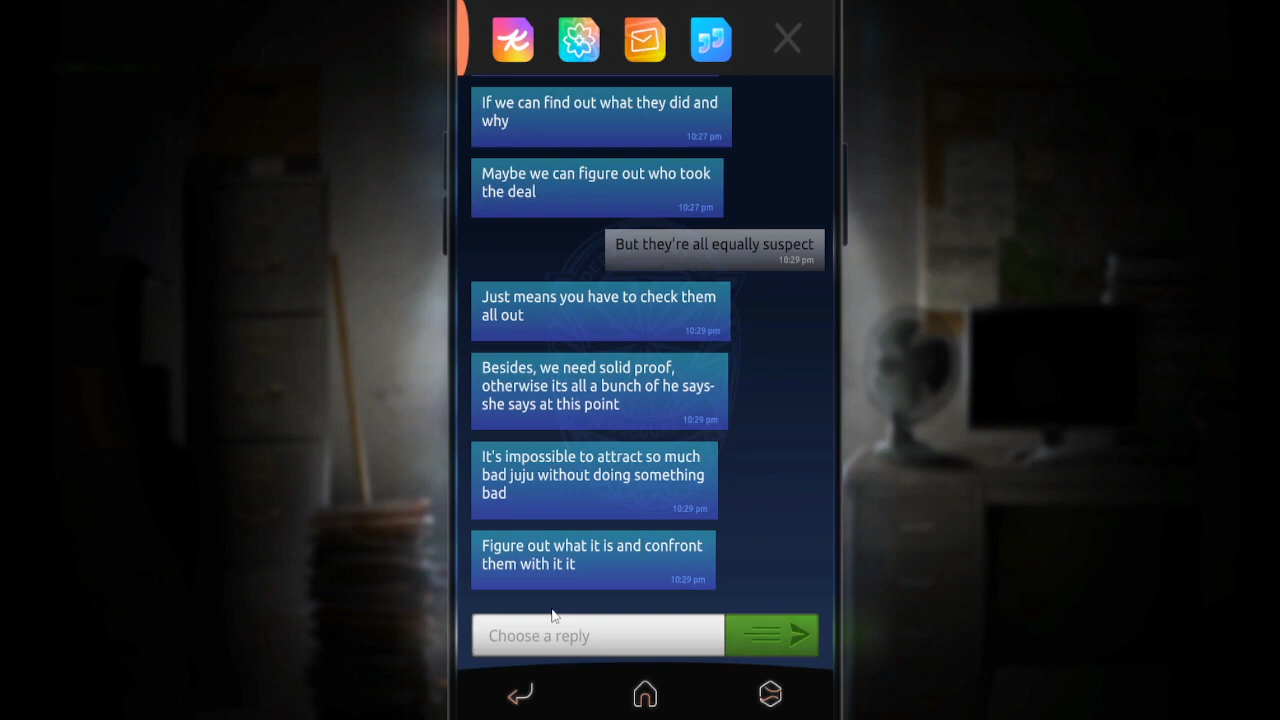 If we can find out what they did and
why
10:27 pm
Maybe we can figure out who took
the deal
10:27 pm
But they're all equally suspect
10:29 pm
Just means you have to check them
all out
10:29 pm
Besides, we need solid proof,
otherwise its all a bunch of he says-
she says at this point
10:29 pm
It's impossible to attract so much
bad juju without doing something
bad
10:29 pm
Figure out what it is and confront
them with it it
10:29 pm
Choose a reply